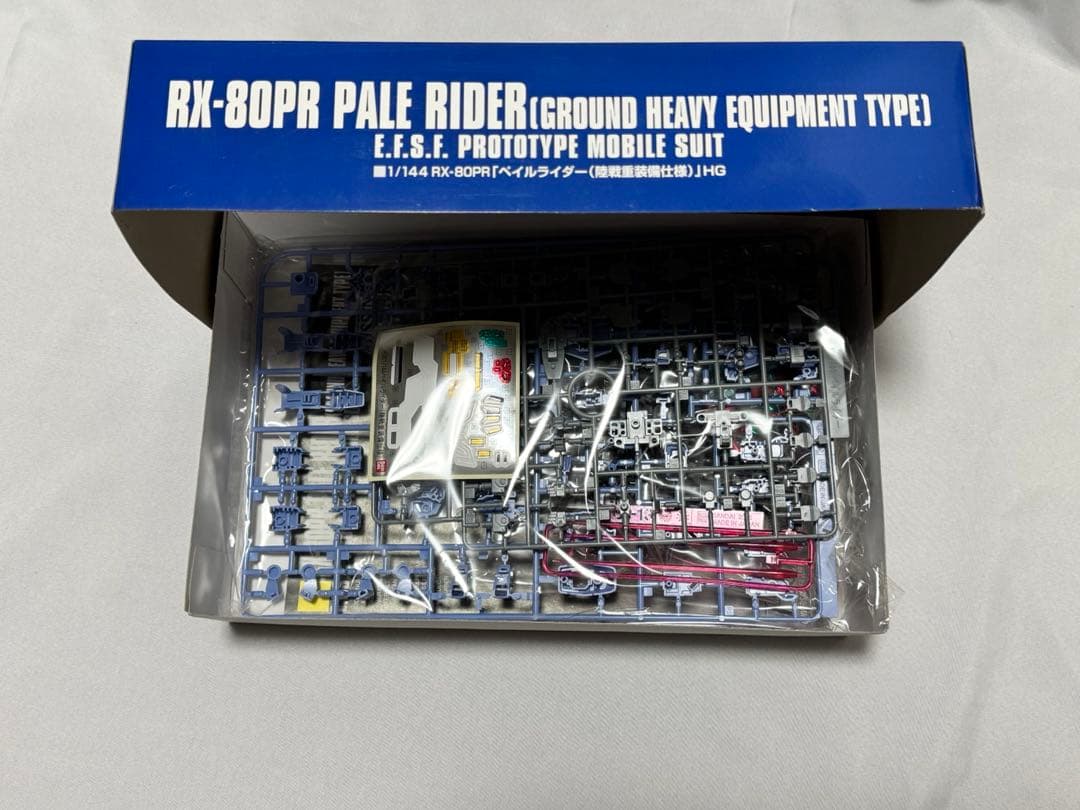 RX-80PR PALE RIDER(GROUND HEAVY EQUIPMENT TYPE)
E.F.S.F. PROTOTYPE MOBILE SUIT
■1/144 RX-80PR「ペイルライダー(陸戦重装備仕様)」HG